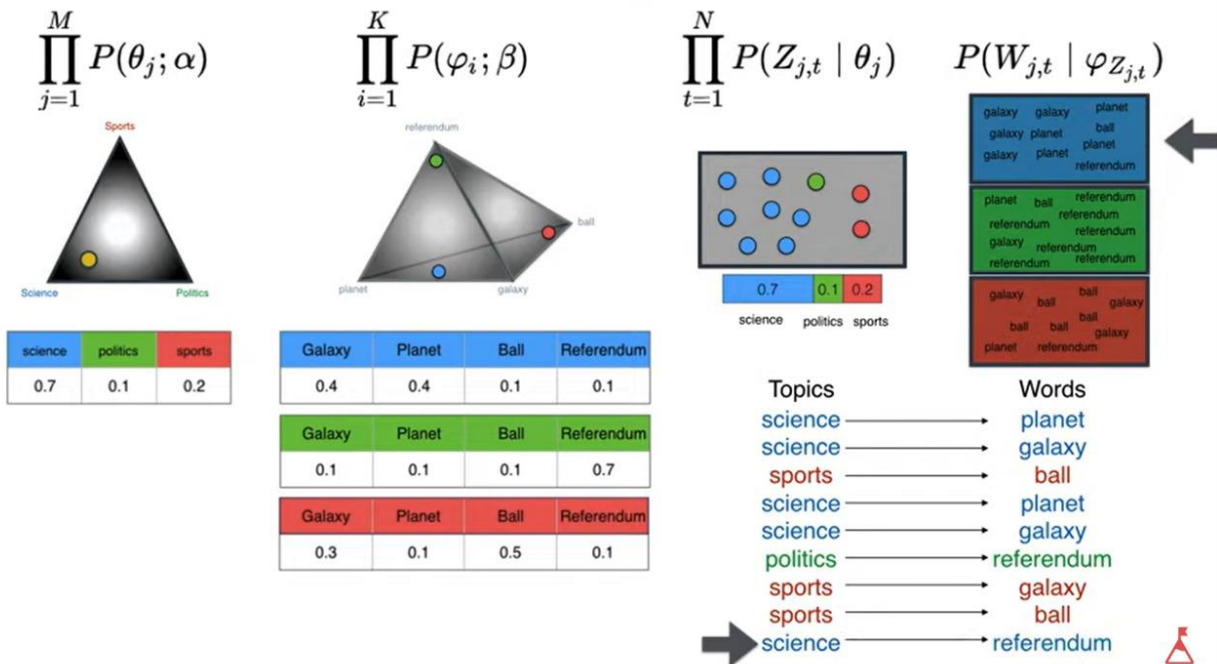 M M N
∏ P(θ_j; α)
j=1
K
∏ P(φ_i; β)
i=1
N
∏ P(Z_{j,t} | θ_j)
t=1
P(W_{j,t} | φ_{Z_{j,t}})
Sports
Science Politics
science politics sports
0.7 0.1 0.2
referendum
ball
planet galaxy
Galaxy Planet Ball Referendum
0.4 0.4 0.1 0.1
Galaxy Planet Ball Referendum
0.1 0.1 0.1 0.7
Galaxy Planet Ball Referendum
0.3 0.1 0.5 0.1
0.7 0.1 0.2
science politics sports
galaxy galaxy planet
galaxy planet ball
planet
galaxy planet
referendum
planet ball referendum
referendum
referendum
referendum
galaxy referendum
referendum referendum
galaxy ball ball galaxy
ball
ball ball galaxy
planet referendum
Topics Words
science planet
science galaxy
sports ball
science planet
science galaxy
politics referendum
sports galaxy
sports ball
science referendum